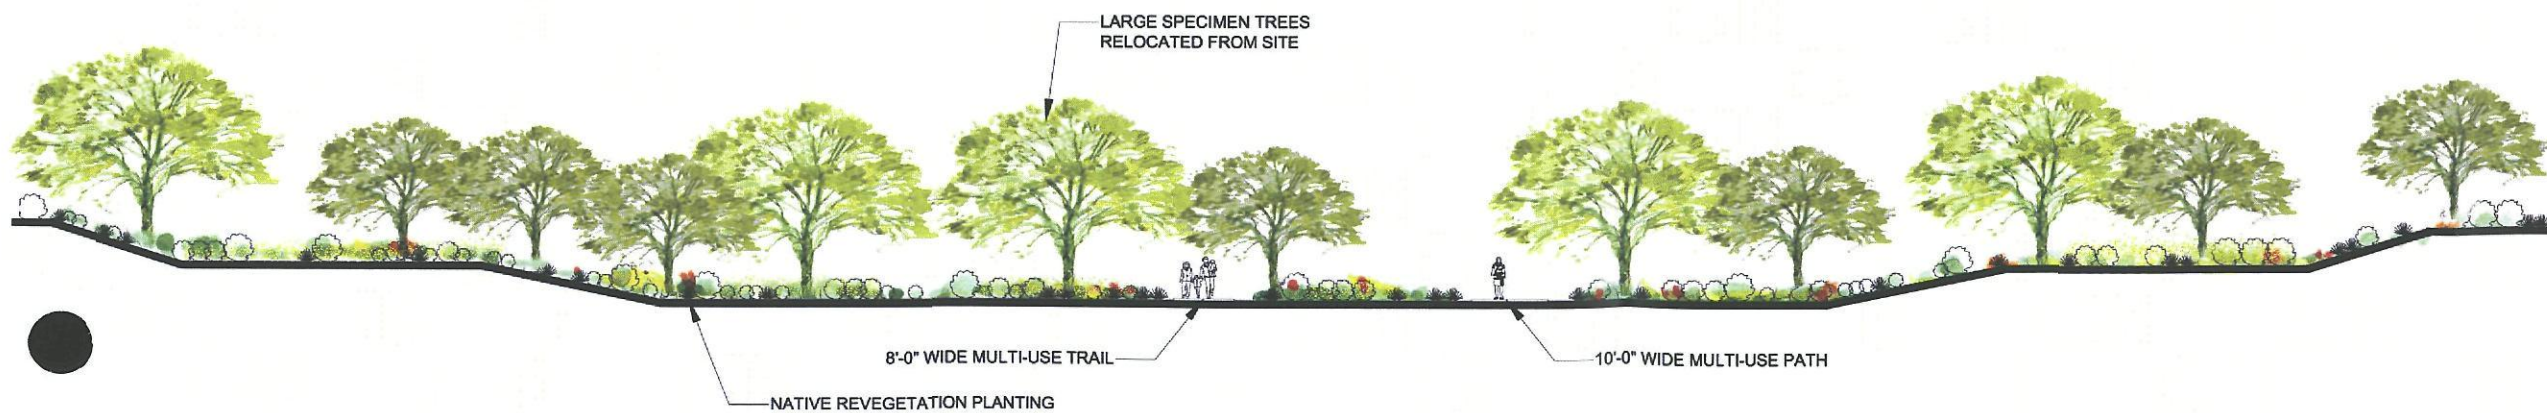 LARGE SPECIMEN TREES
RELOCATED FROM SITE
8'-0" WIDE MULTI-USE TRAIL
10'-0" WIDE MULTI-USE PATH
NATIVE REVEGETATION PLANTING